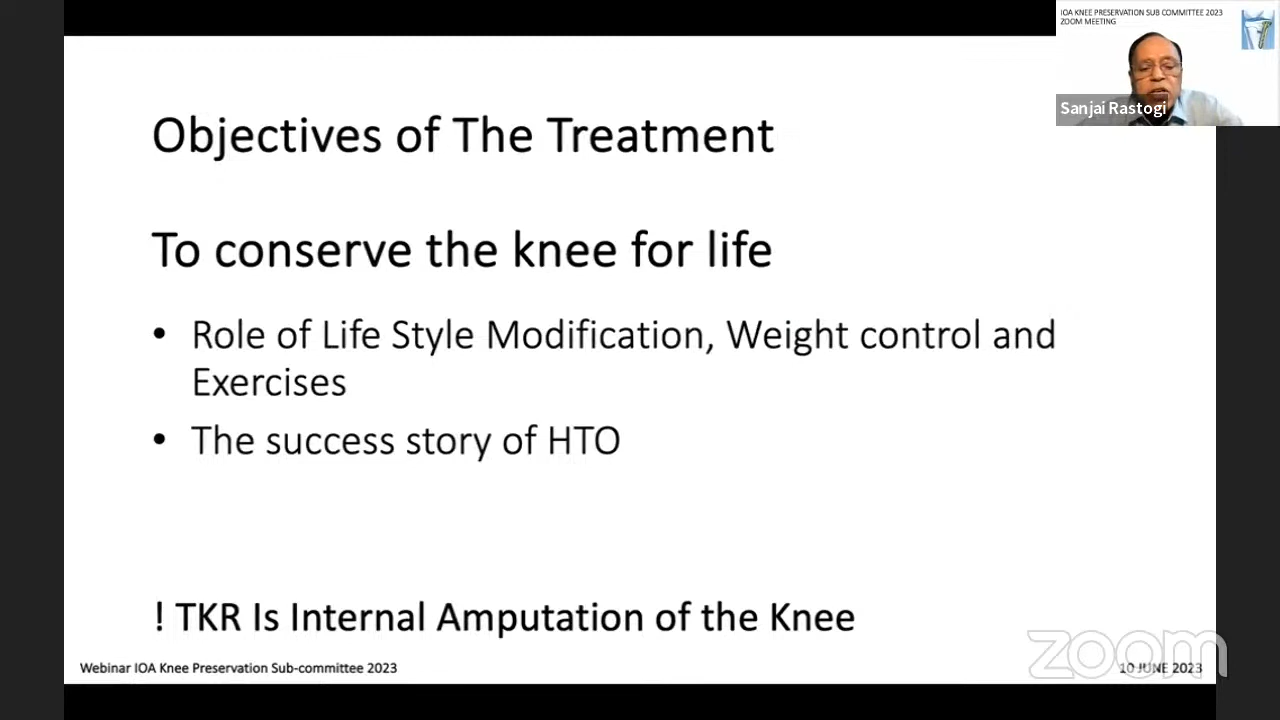 IOA KNEE PRESERVATION SUB COMMITTEE 2023
ZOOM MEETING
Sanjai Rastogi
Objectives of The Treatment
To conserve the knee for life
• Role of Life Style Modification, Weight control and
Exercises
• The success story of HTO
! TKR Is Internal Amputation of the Knee
Webinar IOA Knee Preservation Sub-committee 2023
10 JUNE 2023
zoom